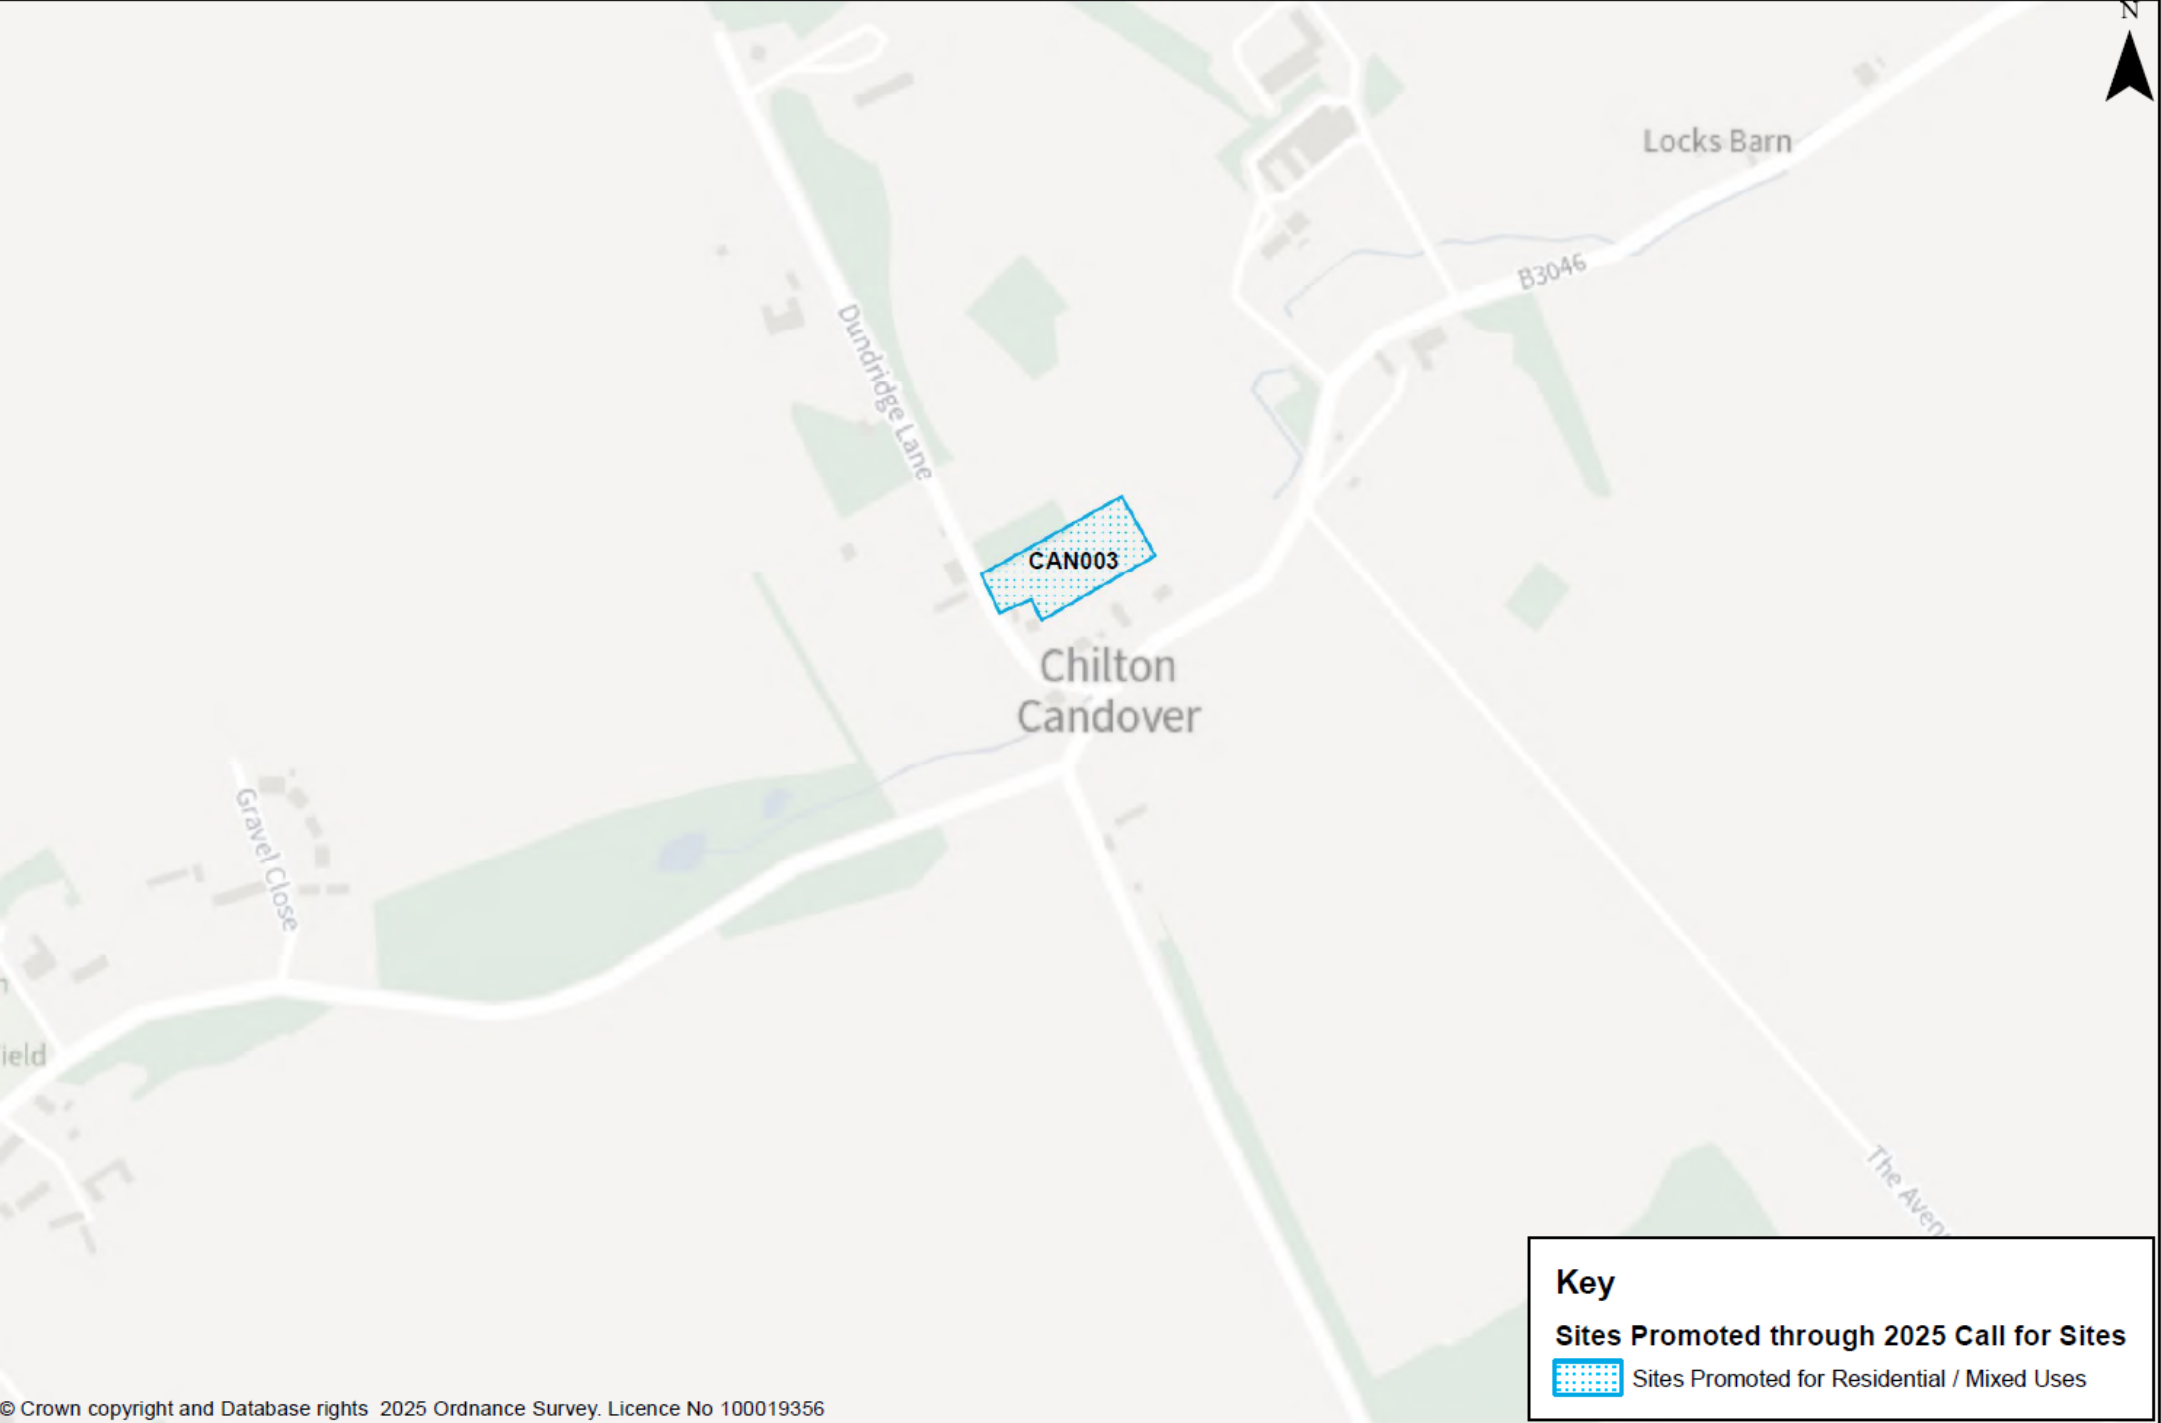 N
Locks Barn
B3046
Dundridge Lane
CAN003
Chilton
Candover
Gravel Close
ield
The Aven
Key
Sites Promoted through 2025 Call for Sites
Sites Promoted for Residential / Mixed Uses
© Crown copyright and Database rights 2025 Ordnance Survey. Licence No 100019356